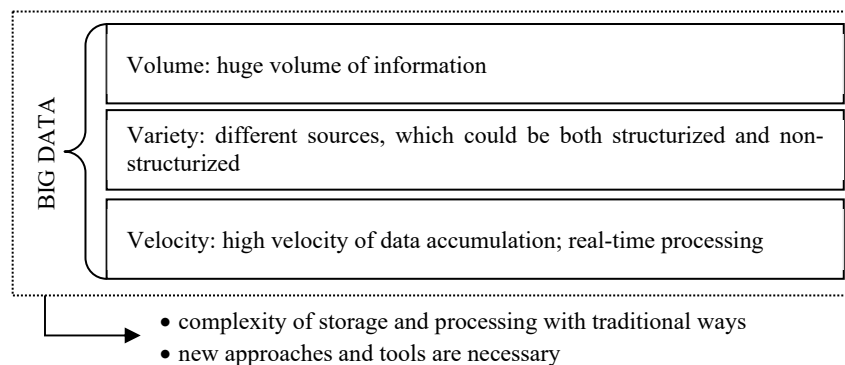 BIG DATA
Volume: huge volume of information
Variety: different sources, which could be both structurized and non-
structurized
Velocity: high velocity of data accumulation; real-time processing
• complexity of storage and processing with traditional ways
• new approaches and tools are necessary